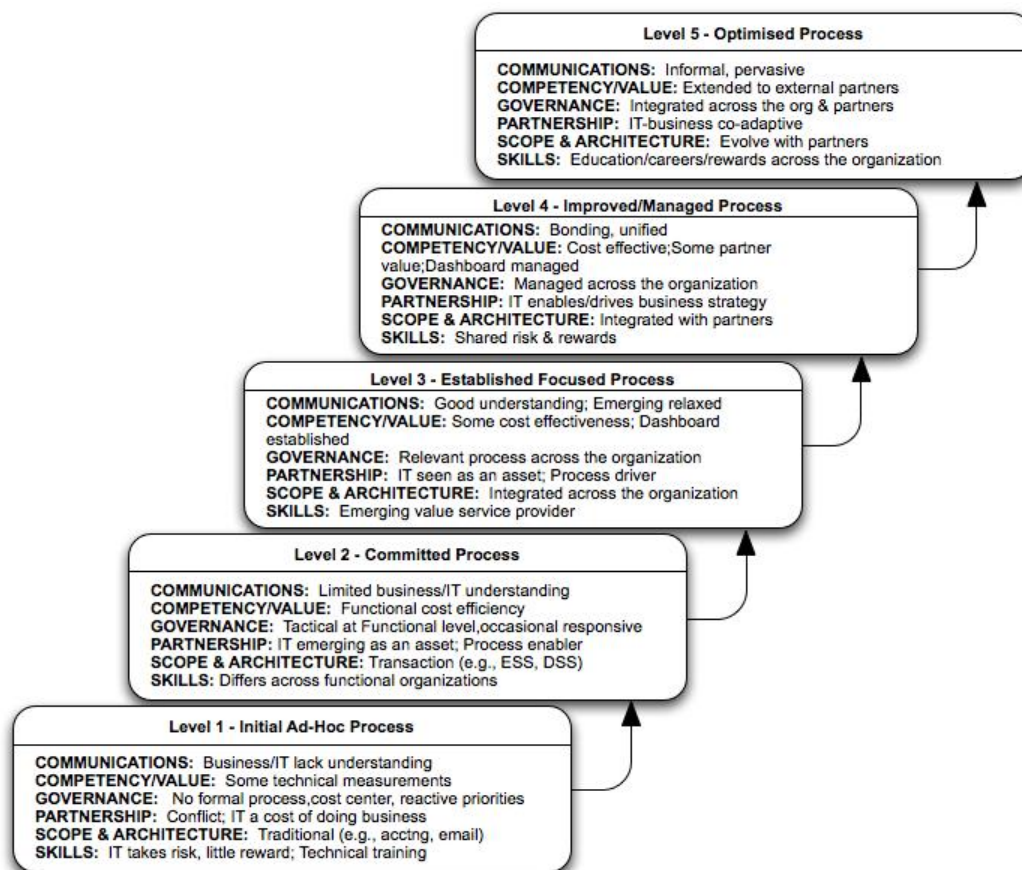 Level 5 - Optimised Process
COMMUNICATIONS: Informal, pervasive
COMPETENCY/VALUE: Extended to external partners
GOVERNANCE: Integrated across the org & partners
PARTNERSHIP: IT-business co-adaptive
SCOPE & ARCHITECTURE: Evolve with partners
SKILLS: Education/careers/rewards across the organization
Level 4 - Improved/Managed Process
COMMUNICATIONS: Bonding, unified
COMPETENCY/VALUE: Cost effective;Some partner
value;Dashboard managed
GOVERNANCE: Managed across the organization
PARTNERSHIP: IT enables/drives business strategy
SCOPE & ARCHITECTURE: Integrated with partners
SKILLS: Shared risk & rewards
Level 3 - Established Focused Process
COMMUNICATIONS: Good understanding; Emerging relaxed
COMPETENCY/VALUE: Some cost effectiveness; Dashboard
established
GOVERNANCE: Relevant process across the organization
PARTNERSHIP: IT seen as an asset; Process driver
SCOPE & ARCHITECTURE: Integrated across the organization
SKILLS: Emerging value service provider
Level 2 - Committed Process
COMMUNICATIONS: Limited business/IT understanding
COMPETENCY/VALUE: Functional cost efficiency
GOVERNANCE: Tactical at Functional level,occasional responsive
PARTNERSHIP: IT emerging as an asset; Process enabler
SCOPE & ARCHITECTURE: Transaction (e.g., ESS, DSS)
SKILLS: Differs across functional organizations
Level 1 - Initial Ad-Hoc Process
COMMUNICATIONS: Business/IT lack understanding
COMPETENCY/VALUE: Some technical measurements
GOVERNANCE: No formal process,cost center, reactive priorities
PARTNERSHIP: Conflict; IT a cost of doing business
SCOPE & ARCHITECTURE: Traditional (e.g., acctng, email)
SKILLS: IT takes risk, little reward; Technical training